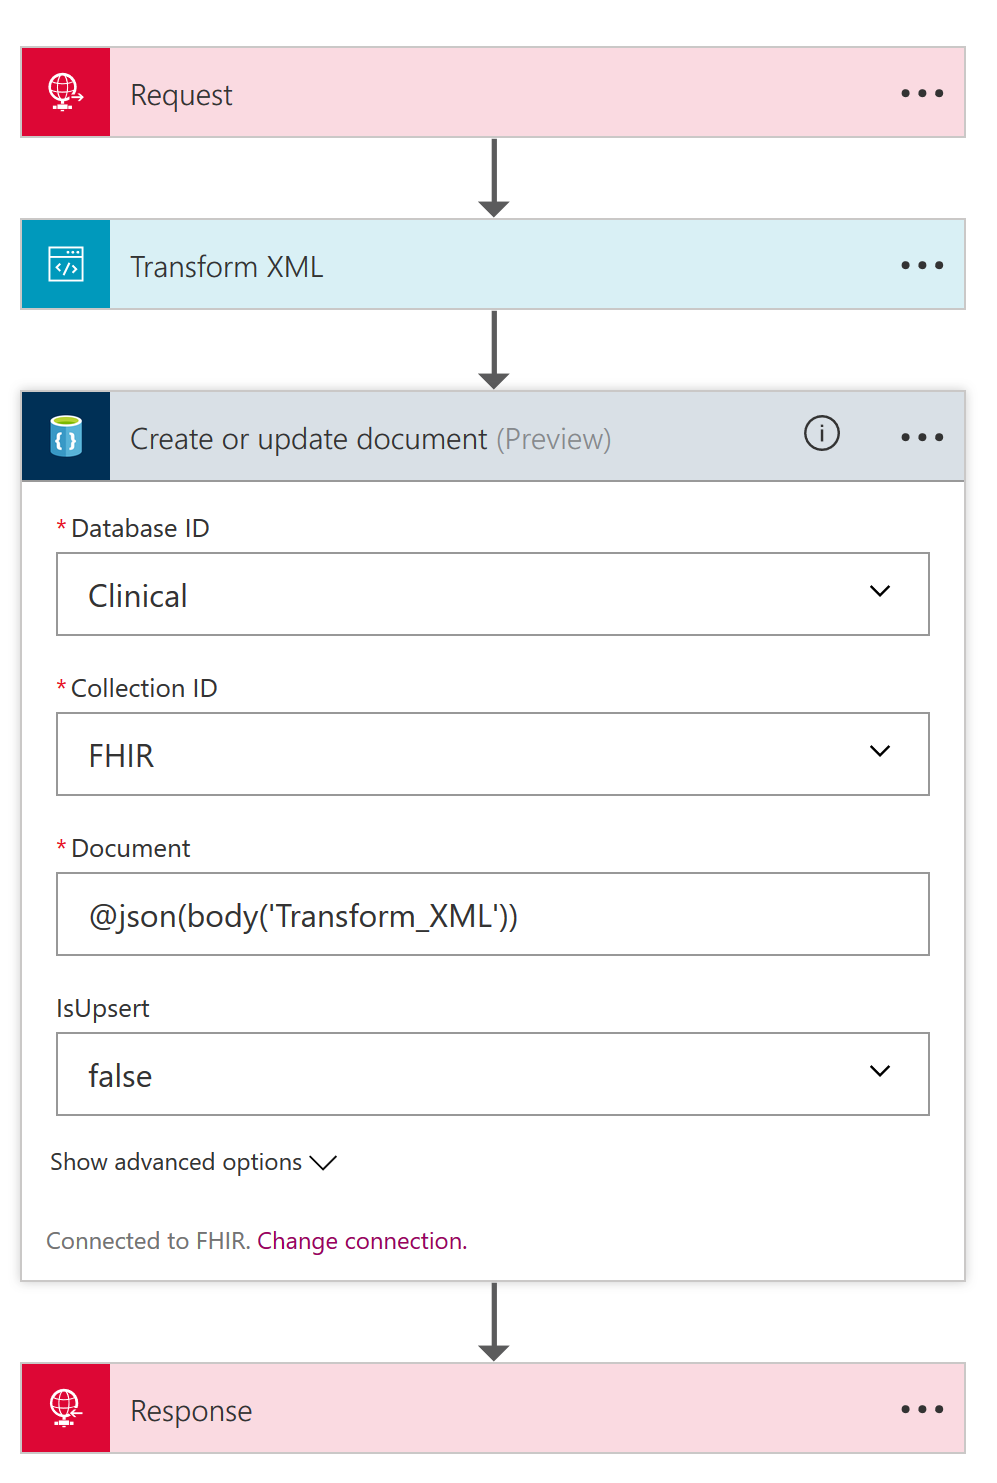 Request
Transform XML
Create or update document (Preview)
* Database ID
Clinical
* Collection ID
FHIR
* Document
@json(body('Transform_XML'))
IsUpsert
false
Show advanced options
Connected to FHIR. Change connection.
Response